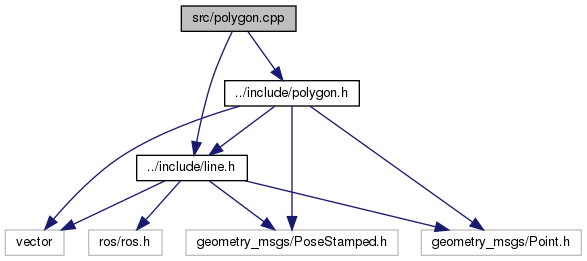 src/polygon.cpp
../include/polygon.h
../include/line.h
vector
ros/ros.h
geometry_msgs/PoseStamped.h
geometry_msgs/Point.h